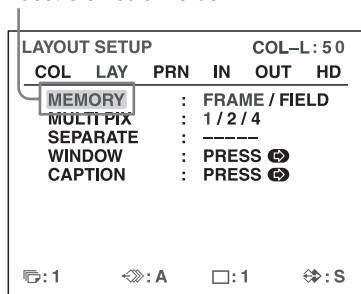 LAYOUT SETUP COL–L:50
COL LAY PRN IN OUT HD
MEMORY : FRAME / FIELD
MULTI PIX : 1 / 2 / 4
SEPARATE : –––––
WINDOW : PRESS
CAPTION : PRESS
:1 :A :1 :S